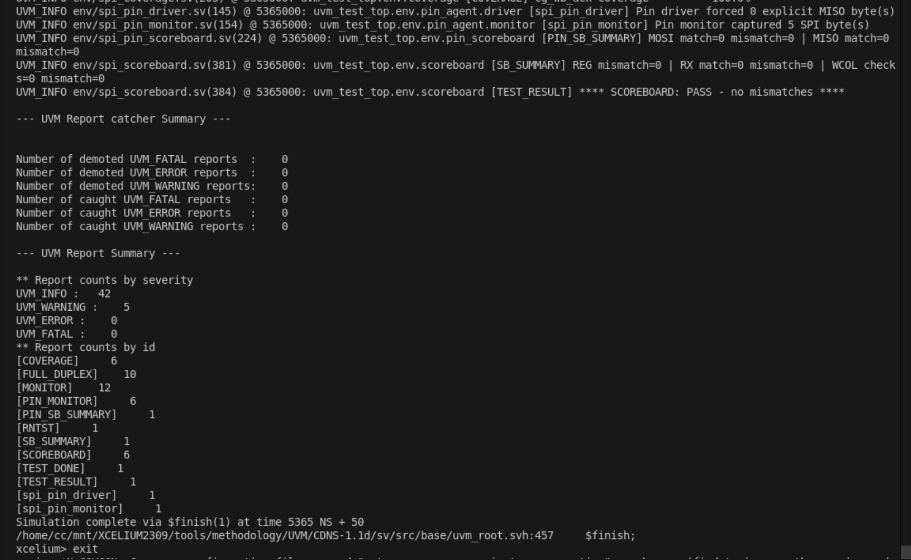 UVM_INFO env/spi_pin_driver.sv(145) @ 5365000: uvm_test_top.env.pin_agent.driver [spi_pin_driver] Pin driver forced 0 explicit MISO byte(s)
UVM_INFO env/spi_pin_monitor.sv(154) @ 5365000: uvm_test_top.env.pin_agent.monitor [spi_pin_monitor] Pin monitor captured 5 SPI byte(s)
UVM_INFO env/spi_pin_scoreboard.sv(224) @ 5365000: uvm_test_top.env.pin_scoreboard [PIN_SB_SUMMARY] MOSI match=0 mismatch=0 | MISO match=0
mismatch=0
UVM_INFO env/spi_scoreboard.sv(381) @ 5365000: uvm_test_top.env.scoreboard [SB_SUMMARY] REG mismatch=0 | RX match=0 mismatch=0 | WCOL check
s=0 mismatch=0
UVM_INFO env/spi_scoreboard.sv(384) @ 5365000: uvm_test_top.env.scoreboard [TEST_RESULT] **** SCOREBOARD: PASS - no mismatches ****
--- UVM Report catcher Summary ---
Number of demoted UVM_FATAL reports  :    0
Number of demoted UVM_ERROR reports  :    0
Number of demoted UVM_WARNING reports:    0
Number of caught UVM_FATAL reports   :    0
Number of caught UVM_ERROR reports   :    0
Number of caught UVM_WARNING reports :    0
--- UVM Report Summary ---
** Report counts by severity
UVM_INFO :   42
UVM_WARNING :    5
UVM_ERROR :    0
UVM_FATAL :    0
** Report counts by id
[COVERAGE]     6
[FULL_DUPLEX]    10
[MONITOR]    12
[PIN_MONITOR]     6
[PIN_SB_SUMMARY]     1
[RNTST]     1
[SB_SUMMARY]     1
[SCOREBOARD]     6
[TEST_DONE]     1
[TEST_RESULT]     1
[spi_pin_driver]     1
[spi_pin_monitor]     1
Simulation complete via $finish(1) at time 5365 NS + 50
/home/cc/mnt/XCELIUM2309/tools/methodology/UVM/CDNS-1.1d/sv/src/base/uvm_root.svh:457     $finish;
xcelium> exit